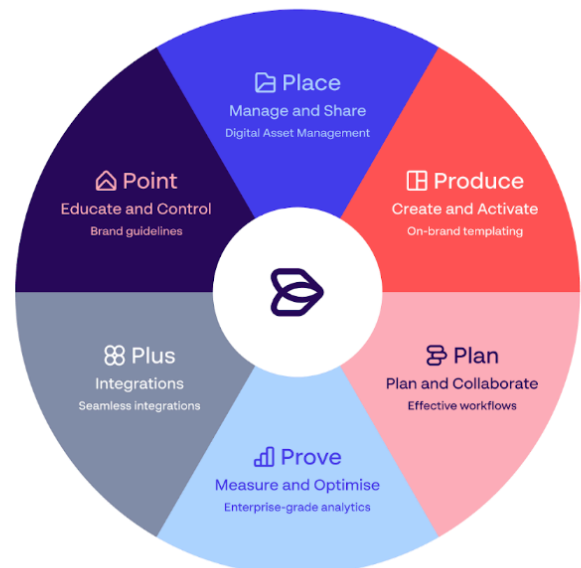 Place
Manage and Share
Digital Asset Management
Produce
Create and Activate
On-brand templating
Plan
Plan and Collaborate
Effective workflows
Prove
Measure and Optimise
Enterprise-grade analytics
Plus
Integrations
Seamless integrations
Point
Educate and Control
Brand guidelines